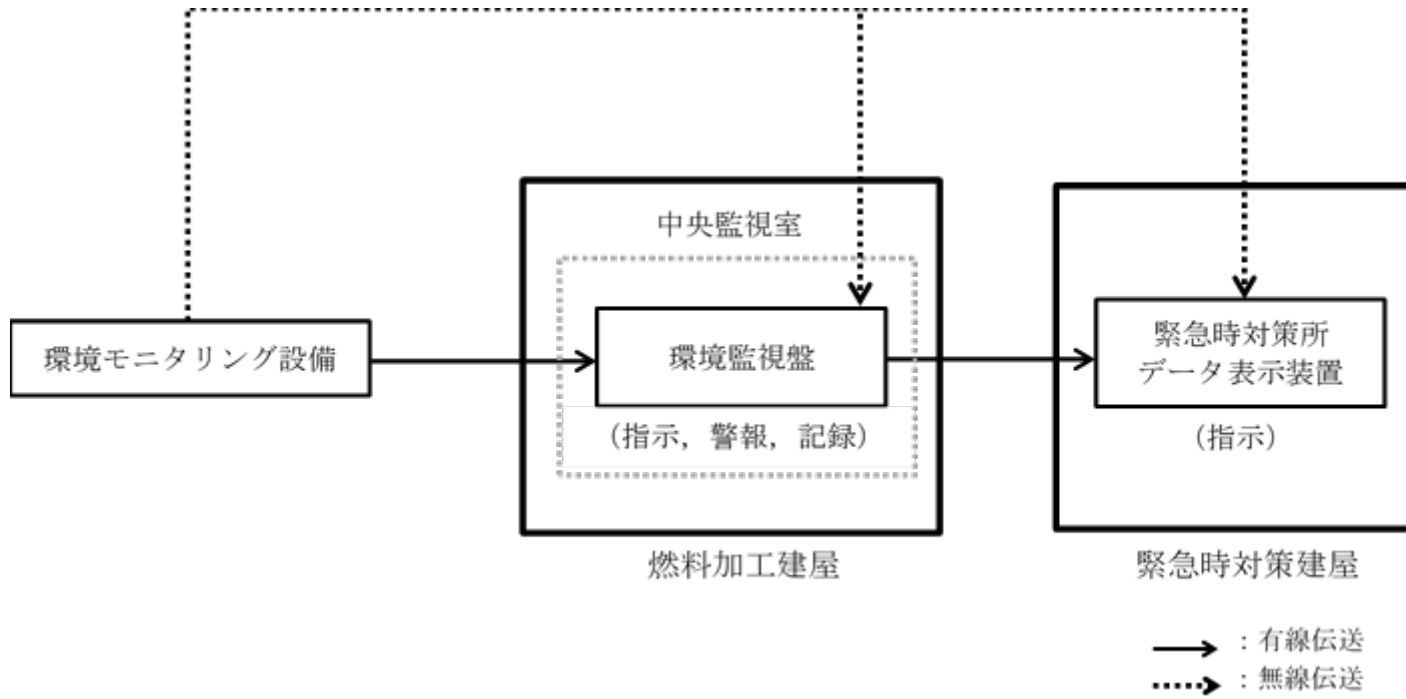 中央監視室
環境モニタリング設備
環境監視盤
(指示,警報,記録)
緊急時対策所
データ表示装置
(指示)
燃料加工建屋
緊急時対策建屋
:有線伝送
:無線伝送